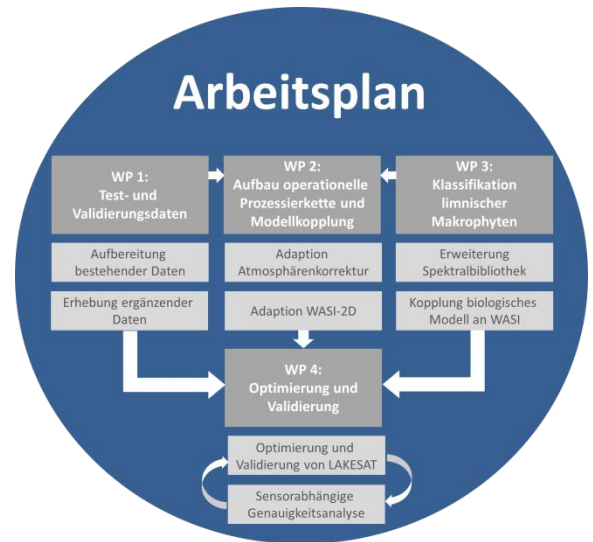 Arbeitsplan
WP 1:
Test- und
Validierungsdaten
WP 2:
Aufbau operationelle
Prozessierkette und
Modellkopplung
WP 3:
Klassifikation
limnischer
Makrophyten
Aufbereitung
bestehender Daten
Adaption
Atmosphärenkorrektur
Erweiterung
Spektralbibliothek
Erhebung ergänzender
Daten
Adaption WASI-2D
Kopplung biologisches
Modell an WASI
WP 4:
Optimierung und
Validierung
Optimierung und
Validierung von LAKESAT
Sensorabhängige
Genauigkeitsanalyse